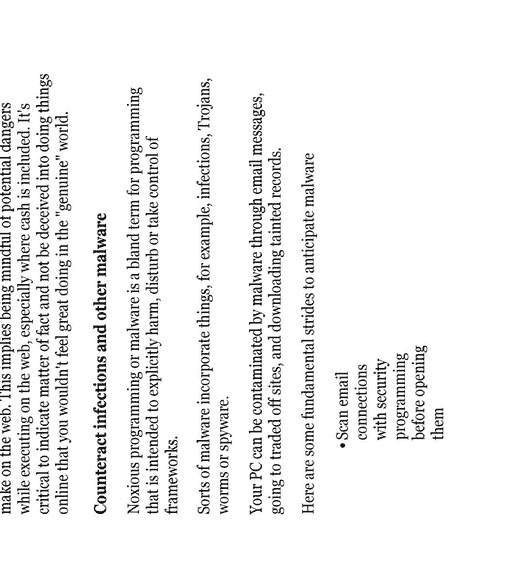 make on the web. This implies being mindful of potential dangers
while executing on the web, especially where cash is included. It's
critical to indicate matter of fact and not be deceived into doing things
online that you wouldn't feel great doing in the "genuine" world.
Counteract infections and other malware
Noxious programming or malware is a bland term for programming
that is intended to explicitly harm, disturb or take control of
frameworks.
Sorts of malware incorporate things, for example, infections, Trojans,
worms or spyware.
Your PC can be contaminated by malware through email messages,
going to traded off sites, and downloading tainted records.
Here are some fundamental strides to anticipate malware
• Scan email
connections
with security
programming
before opening
them